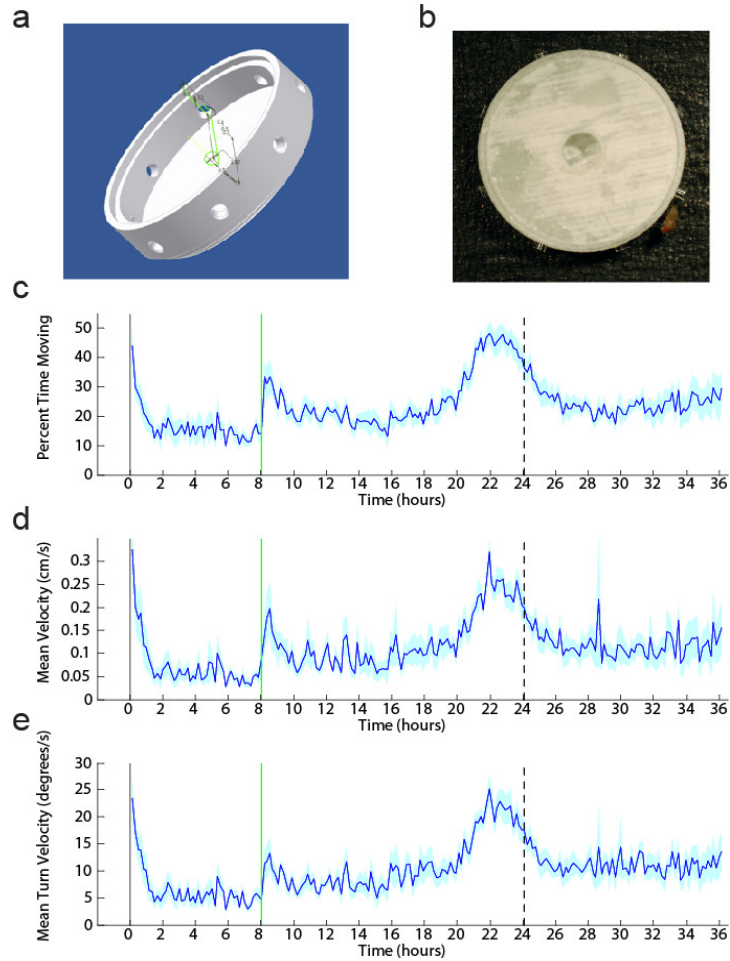 a
b
c
Percent Time Moving
50
40
30
20
10
0
0 2 4 6 8 10 12 14 16 18 20 22 24 26 28 30 32 34 36
Time (hours)
d
Mean Velocity (cm/s)
0.3
0.25
0.2
0.15
0.1
0.05
0
0 2 4 6 8 10 12 14 16 18 20 22 24 26 28 30 32 34 36
Time (hours)
e
Mean Turn Velocity (degrees/s)
30
25
20
15
10
5
0
0 2 4 6 8 10 12 14 16 18 20 22 24 26 28 30 32 34 36
Time (hours)